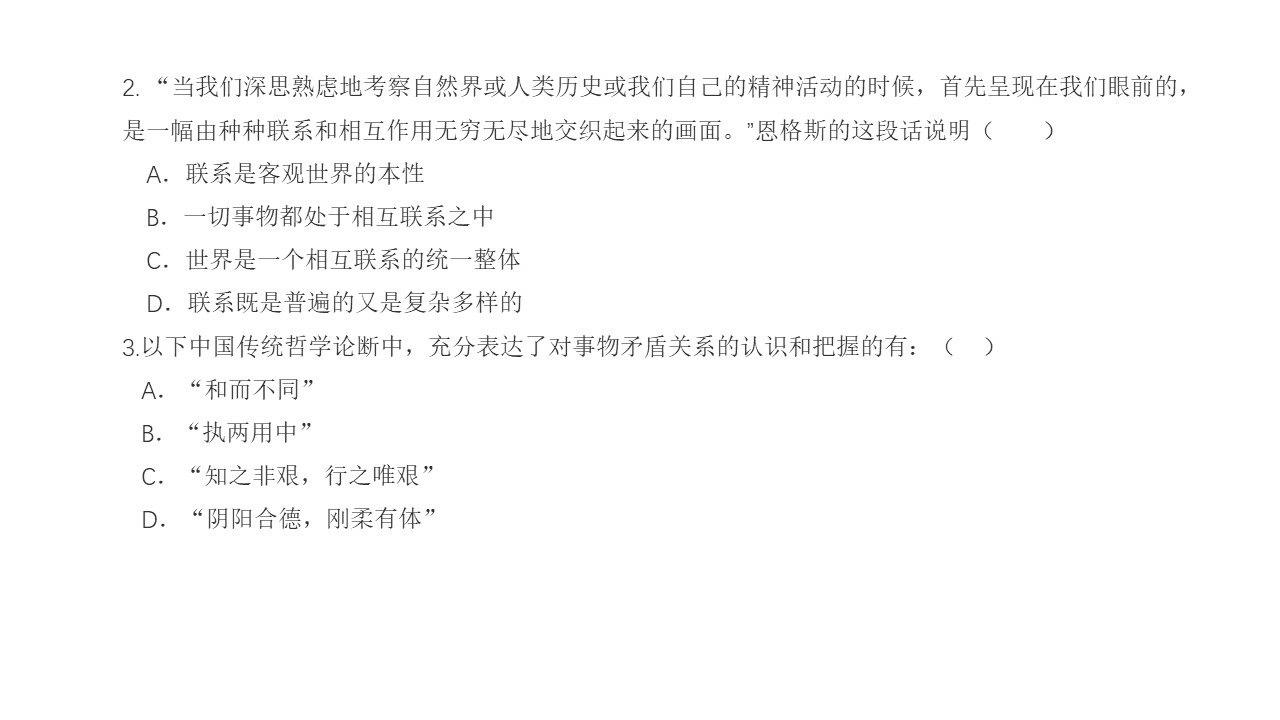 2. “当我们深思熟虑地考察自然界或人类历史或我们自己的精神活动的时候，首先呈现在我们眼前的，
是一幅由种种联系和相互作用无穷无尽地交织起来的画面。”恩格斯的这段话说明（　　）
A．联系是客观世界的本性
B．一切事物都处于相互联系之中
C．世界是一个相互联系的统一整体
D．联系既是普遍的又是复杂多样的
3.以下中国传统哲学论断中，充分表达了对事物矛盾关系的认识和把握的有：（　）
A．“和而不同”
B．“执两用中”
C．“知之非艰，行之唯艰”
D．“阴阳合德，刚柔有体”